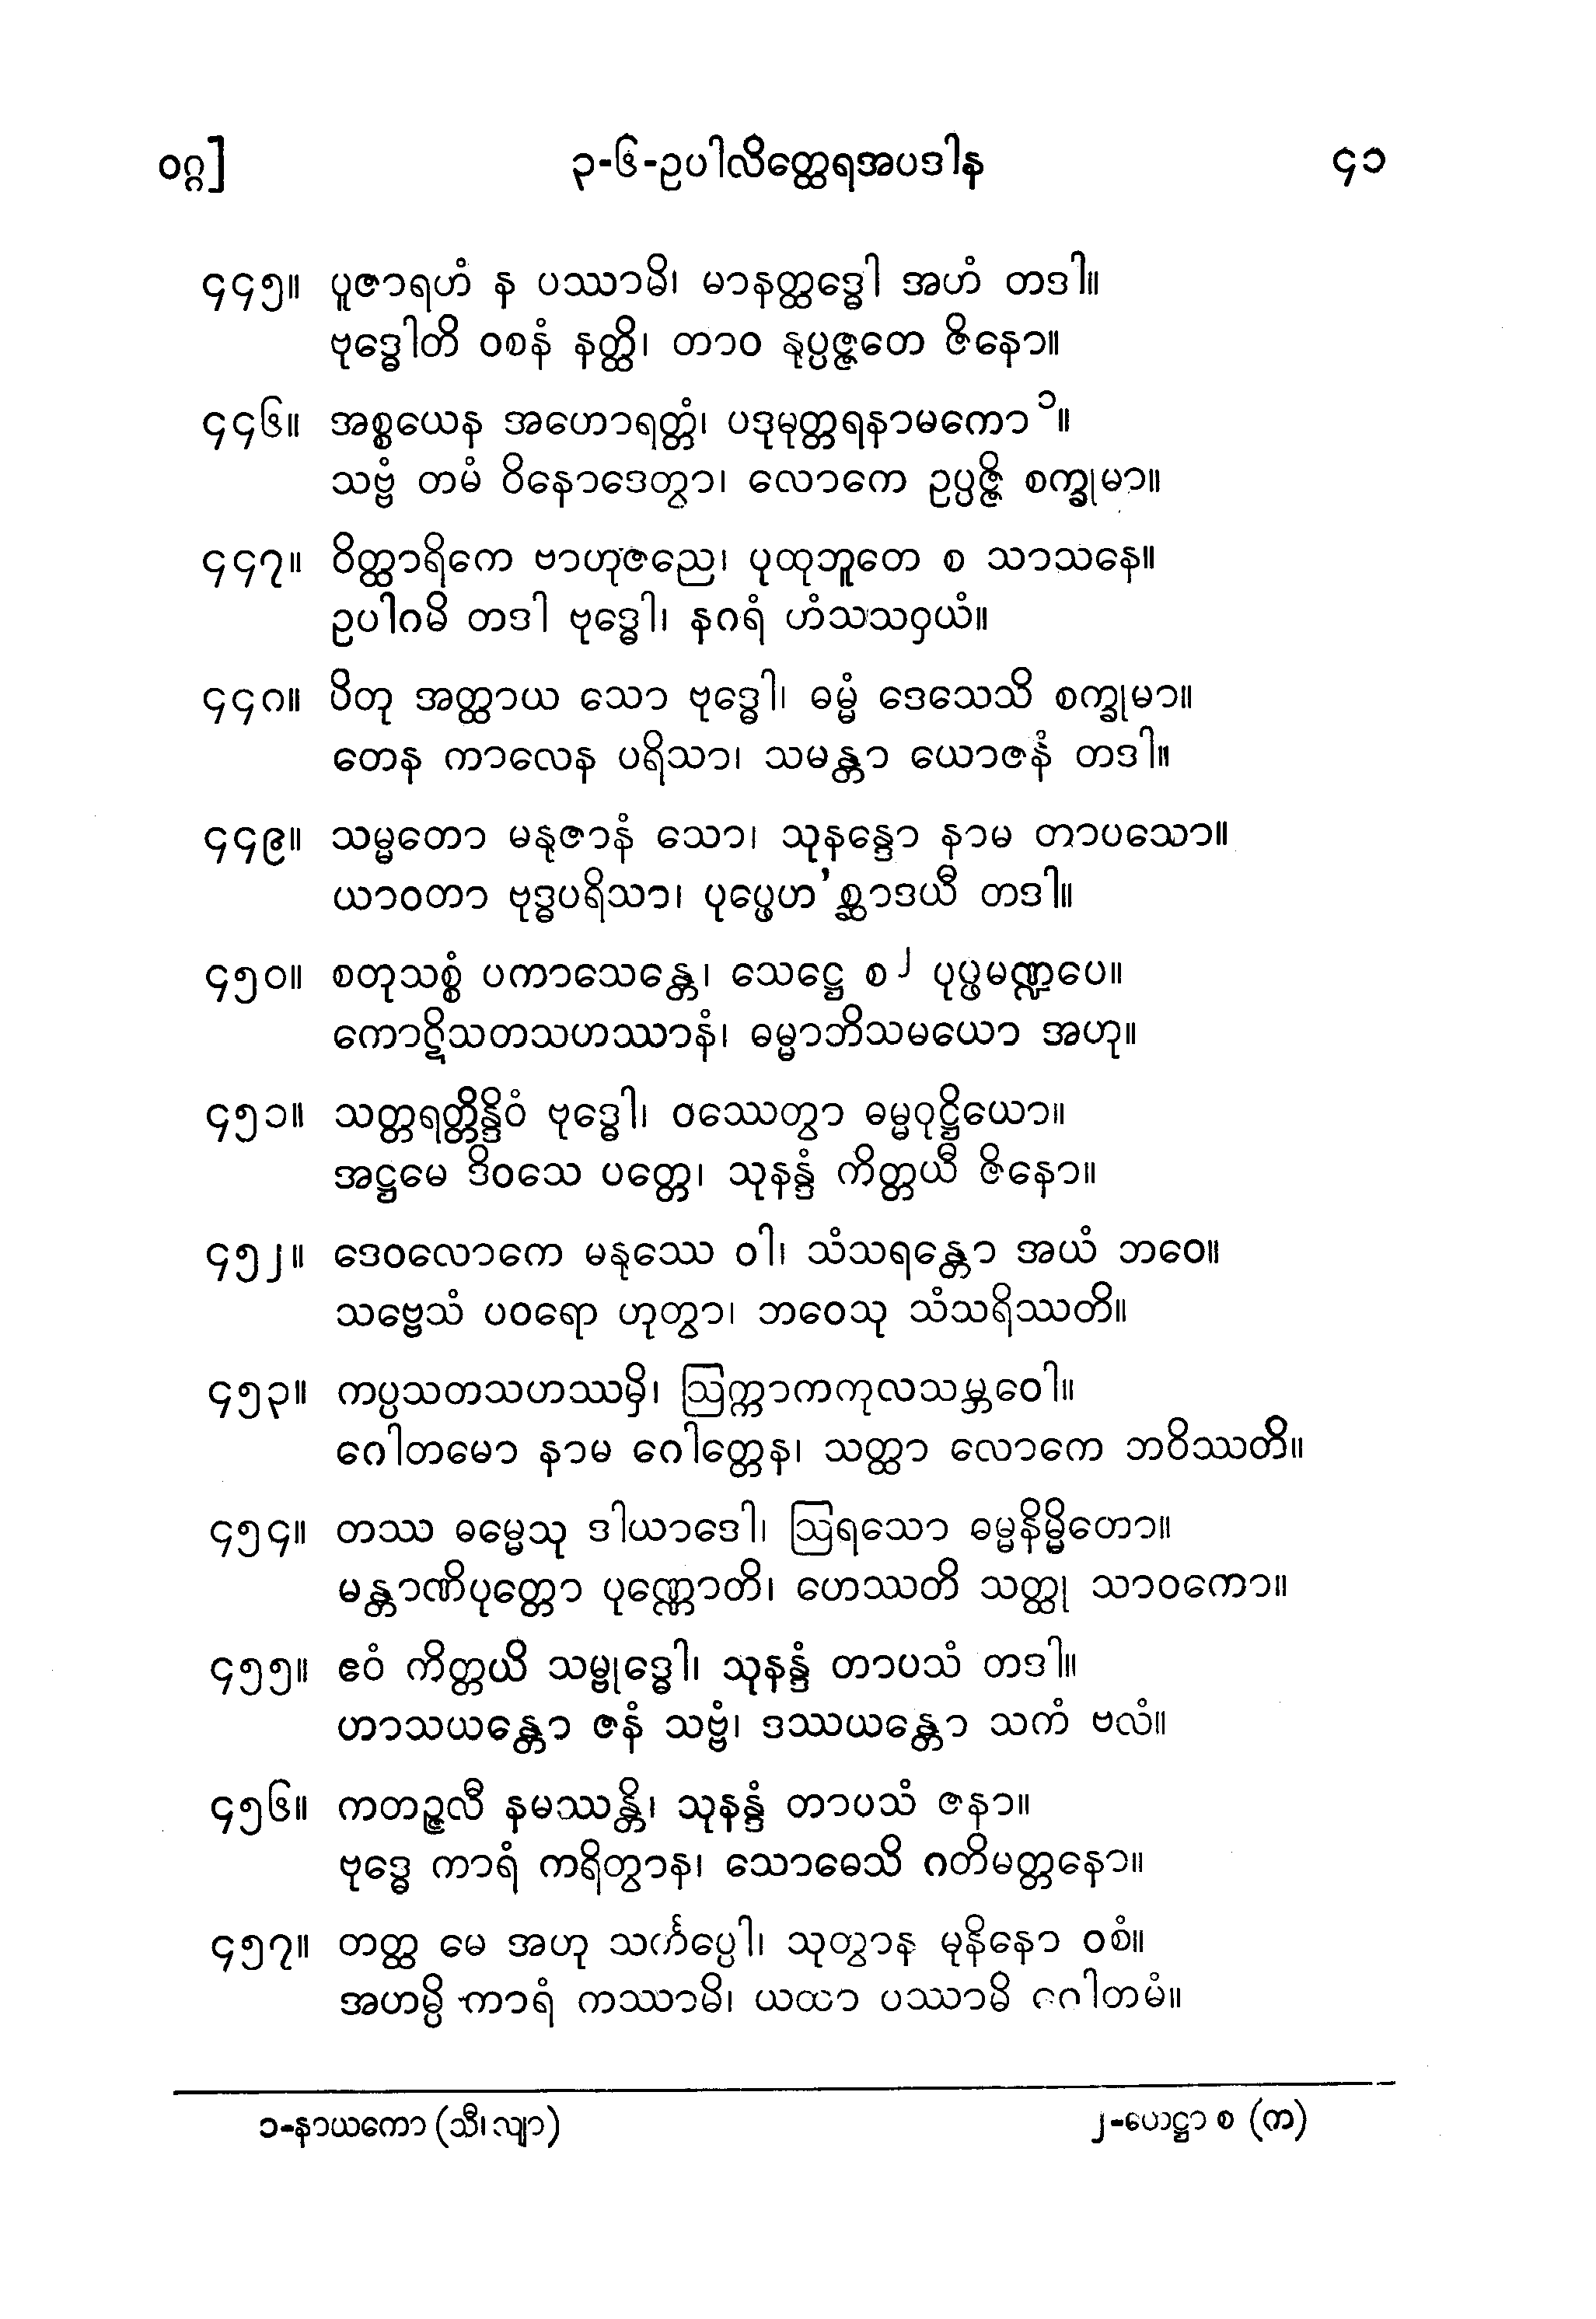 ဝဂ္ဂ]
၃-၆-ဥပါလိတ္ထေရအပဒါန
၄၁
၄၄၅။ ပူဇာရဟံ န ပဿာမိ၊ မာနတ္ထဒ္ဓေါ အဟံ တဒါ။
ဗုဒ္ဓေါတိ ဝစနံ နတ္ထိ၊ တာဝ နုပ္ပဇ္ဇတေ ဇိနော။
၄၄၆။ အစ္စယေန အဟောရတ္တံ၊ ပဒုမုတ္တရနာမကော ၁။
သဗ္ဗံ တမံ ဝိနောဒေတွာ၊ လောကေ ဥပ္ပဇ္ဇိ စက္ခုမာ။
၄၄၇။ ဝိတ္ထာရိကေ ဗာဟုဇညေ၊ ပုထုဘူတေ စ သာသနေ။
ဥပါဂမိ တဒါ ဗုဒ္ဓေါ၊ နဂရံ ဟံသသဝှယံ။
၄၄၈။ ပိတု အတ္ထာယ သော ဗုဒ္ဓေါ၊ ဓမ္မံ ဒေသေသိ စက္ခုမာ။
တေန ကာလေန ပရိသာ၊ သမန္တာ ယောဇနံ တဒါ။
၄၄၉။ သမ္မတော မနုဇာနံ သော၊ သုနန္ဒော နာမ တာပသော။
ယာဝတာ ဗုဒ္ဓပရိသာ၊ ပုပ္ဖေဟ’စ္ဆာဒယီ တဒါ။
၄၅၀။ စတုသစ္စံ ပကာသေန္တေ၊ သေဋ္ဌေ စ ၂ ပုပ္ဖမဏ္ဍပေ။
ကောဋိသတသဟဿာနံ၊ ဓမ္မာဘိသမယော အဟု။
၄၅၁။ သတ္တရတ္တိန္ဒိဝံ ဗုဒ္ဓေါ၊ ဝဿေတွာ ဓမ္မဝုဋ္ဌိယော။
အဋ္ဌမေ ဒိဝသေ ပတ္တေ၊ သုနန္ဒံ ကိတ္တယီ ဇိနော။
၄၅၂။ ဒေဝလောကေ မနုဿေ ဝါ၊ သံသရန္တော အယံ ဘဝေ။
သဗ္ဗေသံ ပဝရော ဟုတွာ၊ ဘဝေသု သံသရိဿတိ။
၄၅၃။ ကပ္ပသတသဟဿမှိ၊ ဩက္ကာကကုလသမ္ဘဝေါ။
ဂေါတမော နာမ ဂေါတ္တေန၊ သတ္ထာ လောကေ ဘဝိဿတိ။
၄၅၄။ တဿ ဓမ္မေသု ဒါယာဒေါ၊ ဩရသော ဓမ္မနိမ္မိတော။
မန္တာဏိပုတ္တော ပုဏ္ဏောတိ၊ ဟေဿတိ သတ္ထု သာဝကော။
၄၅၅။ ဧဝံ ကိတ္တယိ သမ္ဗုဒ္ဓေါ၊ သုနန္ဒံ တာပသံ တဒါ။
ဟာသယန္တော ဇနံ သဗ္ဗံ၊ ဒဿယန္တော သကံ ဗလံ။
၄၅၆။ ကတဉ္ဇလီ နမဿန္တိ၊ သုနန္ဒံ တာပသံ ဇနာ။
ဗုဒ္ဓေ ကာရံ ကရိတွာန၊ သောဓေသိ ဂတိမတ္တနော။
၄၅၇။ တတ္ထ မေ အဟု သင်္ကပ္ပေါ၊ သုတွာန မုနိနော ဝစံ။
အဟမ္ပိ ကာရံ ကဿာမိ၊ ယထာ ပဿာမိ ဂေါတမံ။
၁-နာယကော (သီ၊ လျာ)
၂-ဟေဋ္ဌာ စ (က)